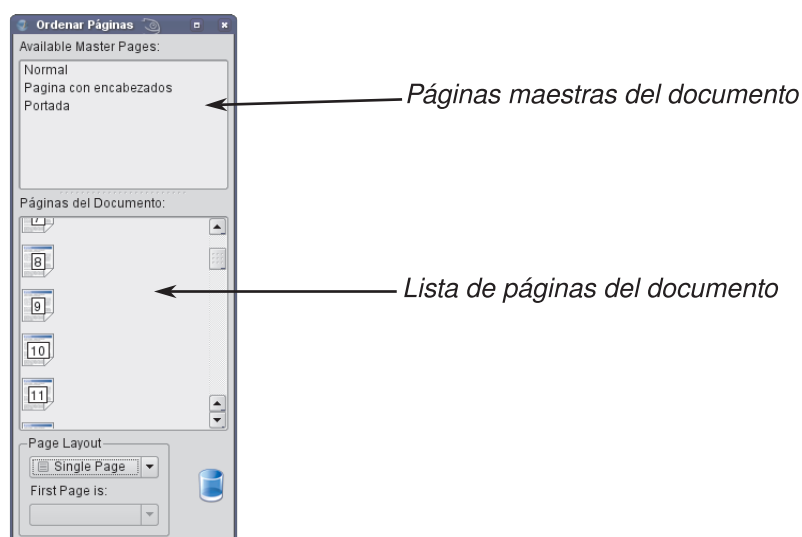 Ordenar Páginas
Available Master Pages:
Normal
Pagina con encabezados
Portada
Páginas maestras del documento
Páginas del Documento:
7
8
9
10
11
Lista de páginas del documento
Page Layout
Single Page
First Page is: